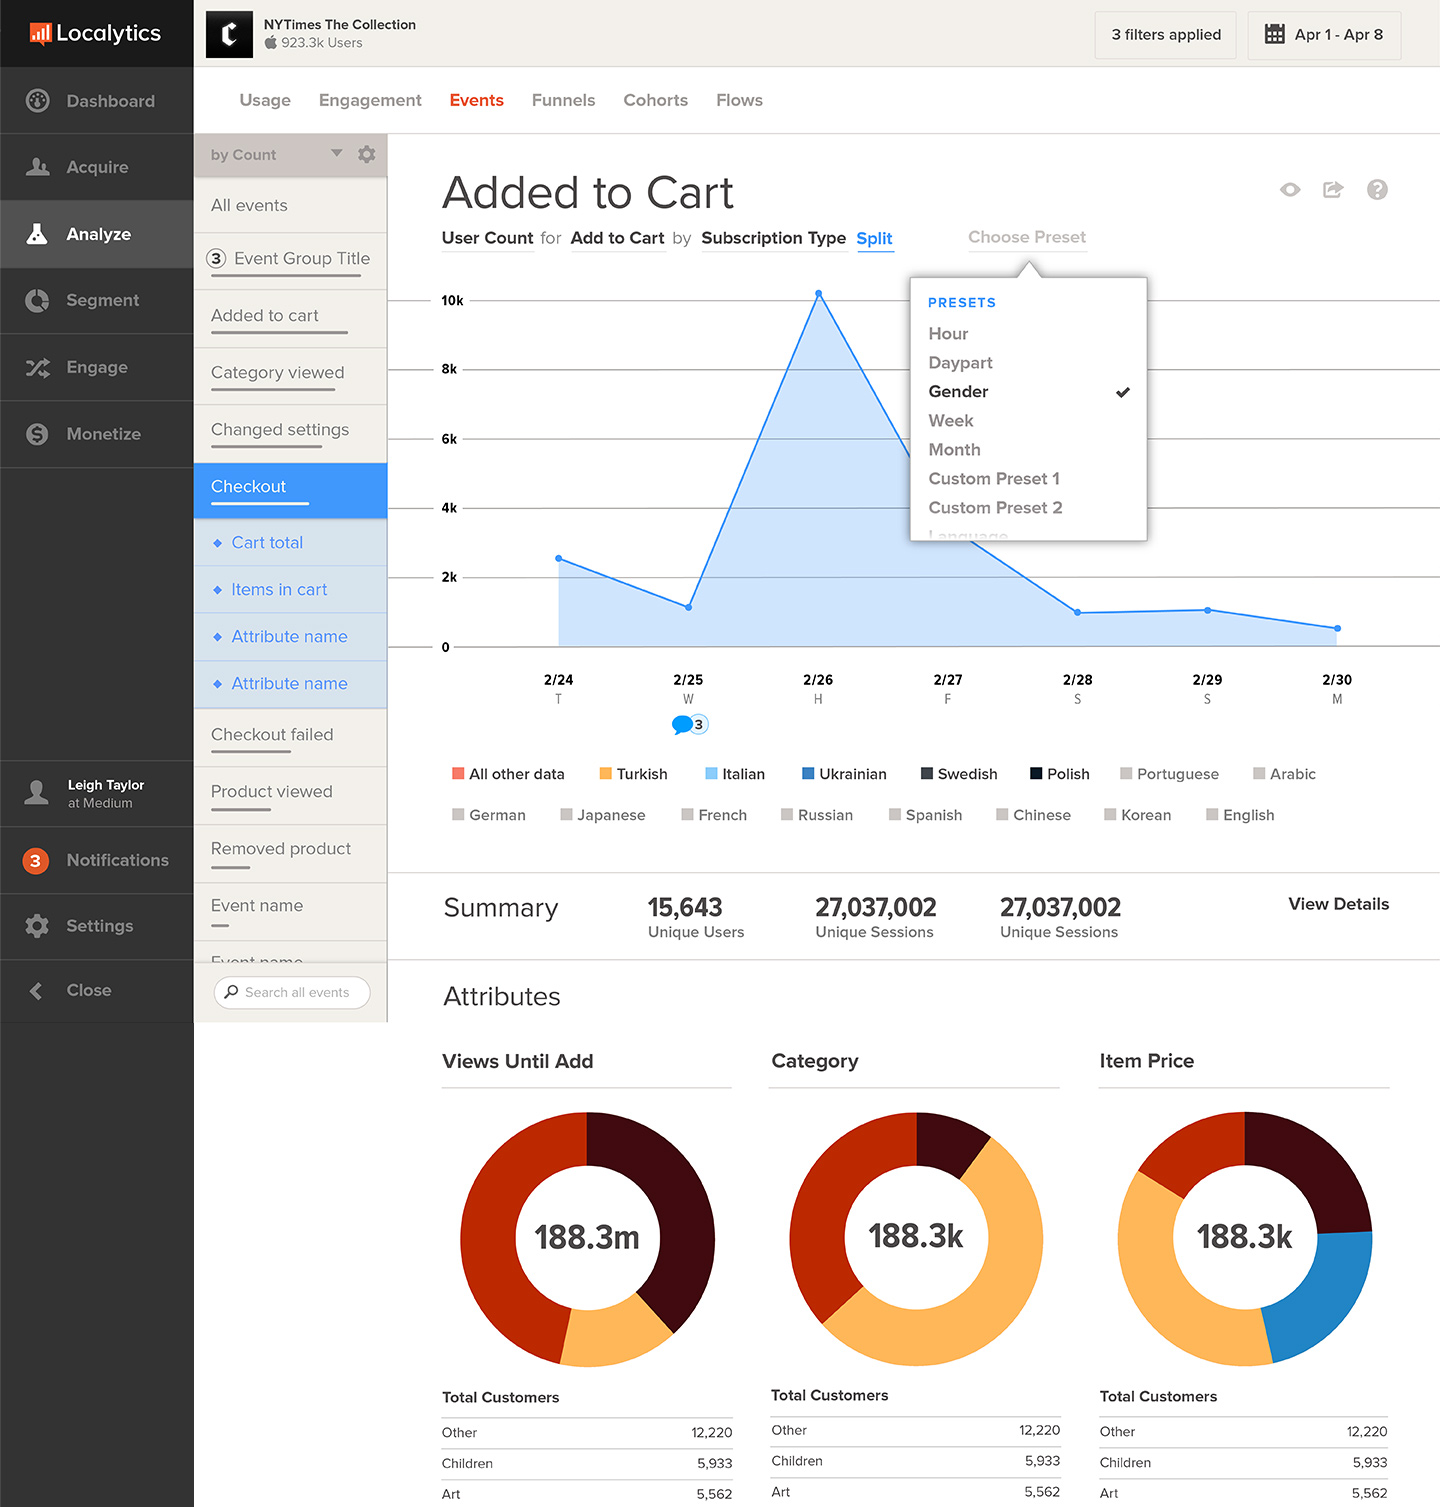 Localytics
NYTimes The Collection
923.3k Users
3 filters applied
Apr 1 - Apr 8
Dashboard
Acquire
Analyze
Segment
Engage
Monetize
Leigh Taylor
at Medium
3 Notifications
Settings
Close
Usage Engagement Events Funnels Cohorts Flows
by Count
All events
3 Event Group Title
Added to cart
Category viewed
Changed settings
Checkout
Cart total
Items in cart
Attribute name
Attribute name
Checkout failed
Product viewed
Removed product
Event name
Event name
Search all events
Added to Cart
?
User Count for Add to Cart by Subscription Type Split
Choose Preset
PRESETS
Hour
Daypart
Gender
Week
Month
Custom Preset 1
Custom Preset 2
Language
10k
8k
6k
4k
2k
0
2/24 2/25 2/26 2/27 2/28 2/29 2/30
T W H F S S M
3
All other data Turkish Italian Ukrainian Swedish Polish Portuguese Arabic
German Japanese French Russian Spanish Chinese Korean English
Summary
15,643
Unique Users
27,037,002
Unique Sessions
27,037,002
Unique Sessions
View Details
Attributes
Views Until Add
188.3m
Total Customers
Other 12,220
Children 5,933
Art 5,562
Category
188.3k
Total Customers
Other 12,220
Children 5,933
Art 5,562
Item Price
188.3k
Total Customers
Other 12,220
Children 5,933
Art 5,562